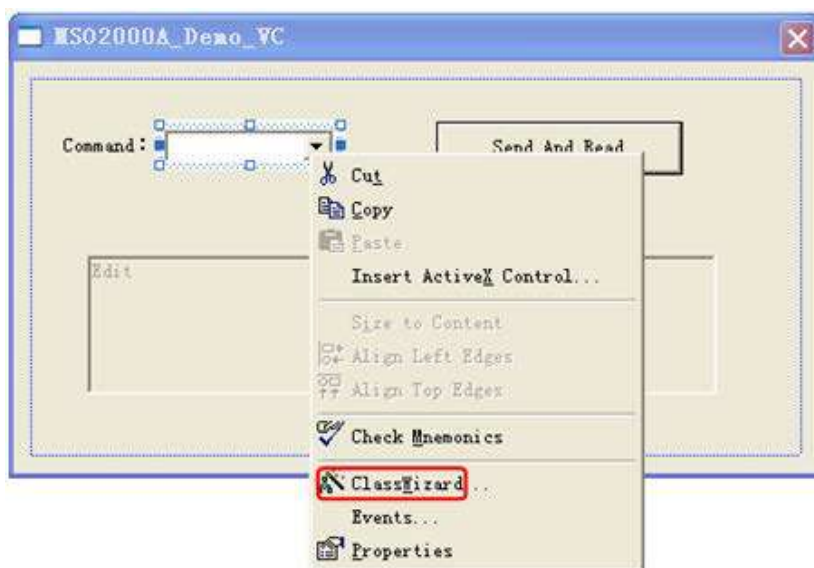 MSO2000A_Demo_VC
Command:
Send And Read
Edit
Cut
Copy
Paste
Insert ActiveX Control...
Size to Content
Align Left Edges
Align Top Edges
Check Mnemonics
ClassWizard...
Events...
Properties